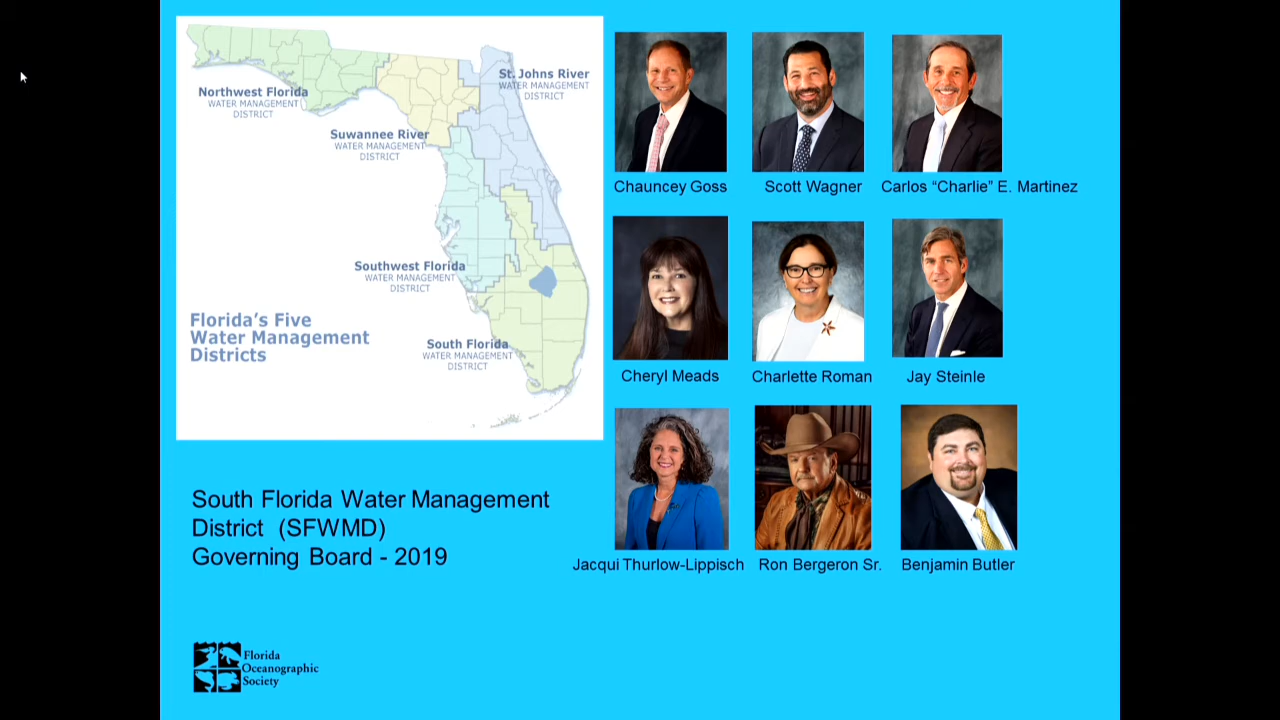 Northwest Florida
WATER MANAGEMENT
DISTRICT
St. Johns River
WATER MANAGEMENT
DISTRICT
Suwannee River
WATER MANAGEMENT
DISTRICT
Southwest Florida
WATER MANAGEMENT
DISTRICT
Florida's Five
Water Management
Districts
South Florida
WATER MANAGEMENT
DISTRICT
Chauncey Goss
Scott Wagner
Carlos “Charlie” E. Martinez
Cheryl Meads
Charlette Roman
Jay Steinle
Jacqui Thurlow-Lippisch
Ron Bergeron Sr.
Benjamin Butler
South Florida Water Management
District (SFWMD)
Governing Board - 2019
Florida
Oceanographic
Society